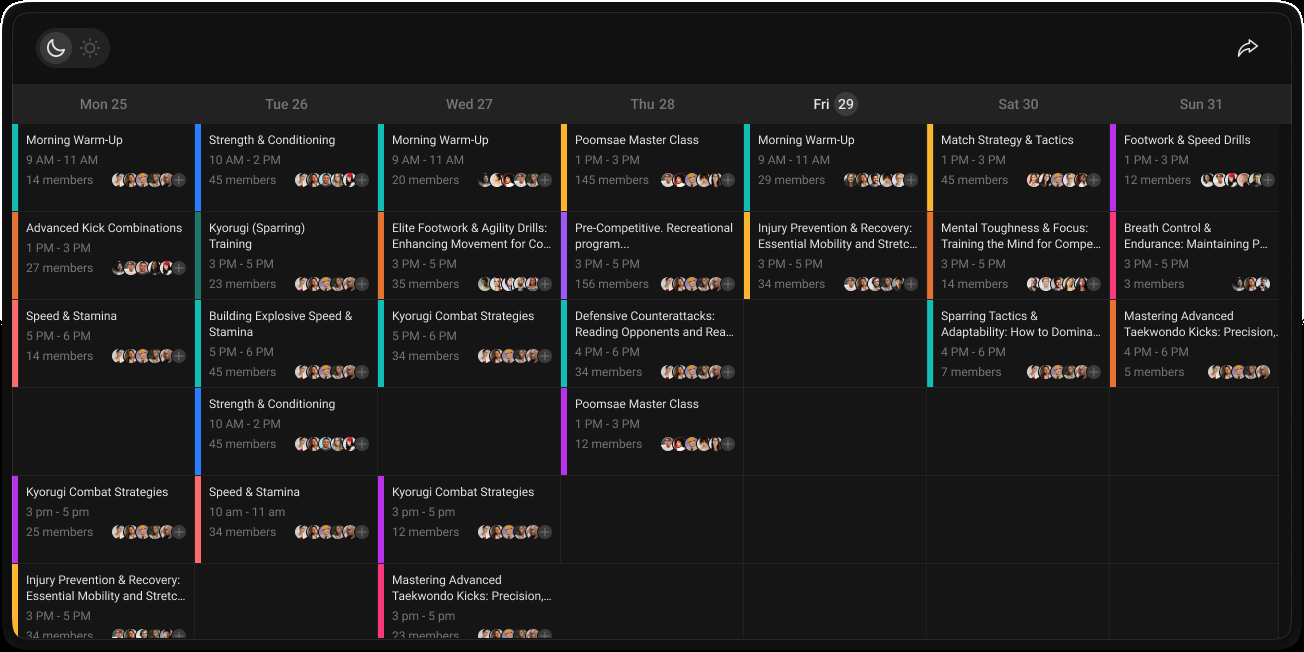 Mon 25
Tue 26
Wed 27
Thu 28
Fri 29
Sat 30
Sun 31
Morning Warm-Up
9 AM - 11 AM
14 members
Strength & Conditioning
10 AM - 2 PM
45 members
Morning Warm-Up
9 AM - 11 AM
20 members
Poomsae Master Class
1 PM - 3 PM
145 members
Morning Warm-Up
9 AM - 11 AM
29 members
Match Strategy & Tactics
1 PM - 3 PM
45 members
Footwork & Speed Drills
1 PM - 3 PM
12 members
Advanced Kick Combinations
1 PM - 3 PM
27 members
Kyorugi (Sparring)
Training
3 PM - 5 PM
23 members
Elite Footwork & Agility Drills:
Enhancing Movement for Co...
3 PM - 5 PM
35 members
Pre-Competitive. Recreational
program...
3 PM - 5 PM
156 members
Injury Prevention & Recovery:
Essential Mobility and Stretc...
3 PM - 5 PM
34 members
Mental Toughness & Focus:
Training the Mind for Compe...
3 PM - 5 PM
14 members
Breath Control &
Endurance: Maintaining P...
3 PM - 5 PM
3 members
Speed & Stamina
5 PM - 6 PM
14 members
Building Explosive Speed &
Stamina
5 PM - 6 PM
45 members
Kyorugi Combat Strategies
5 PM - 6 PM
34 members
Defensive Counterattacks:
Reading Opponents and Rea...
4 PM - 6 PM
34 members
Sparring Tactics &
Adaptability: How to Domina...
4 PM - 6 PM
7 members
Mastering Advanced
Taekwondo Kicks: Precision,.
4 PM - 6 PM
5 members
Strength & Conditioning
10 AM - 2 PM
45 members
Poomsae Master Class
1 PM - 3 PM
12 members
Kyorugi Combat Strategies
3 pm - 5 pm
25 members
Speed & Stamina
10 am - 11 am
34 members
Kyorugi Combat Strategies
3 pm - 5 pm
12 members
Injury Prevention & Recovery:
Essential Mobility and Stretc...
3 PM - 5 PM
34 members
Mastering Advanced
Taekwondo Kicks: Precision,...
3 pm - 5 pm
23 members